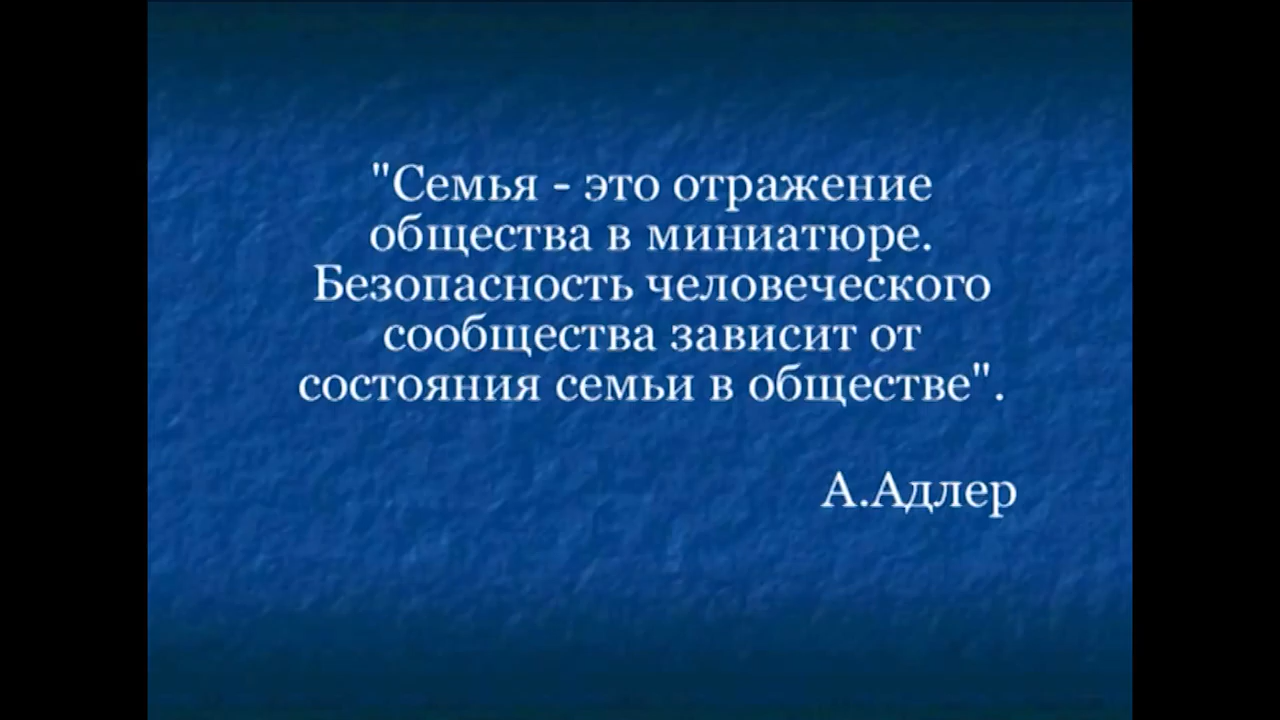 "Семья - это отражение
общества в миниатюре.
Безопасность человеческого
сообщества зависит от
состояния семьи в обществе".
А.Адлер